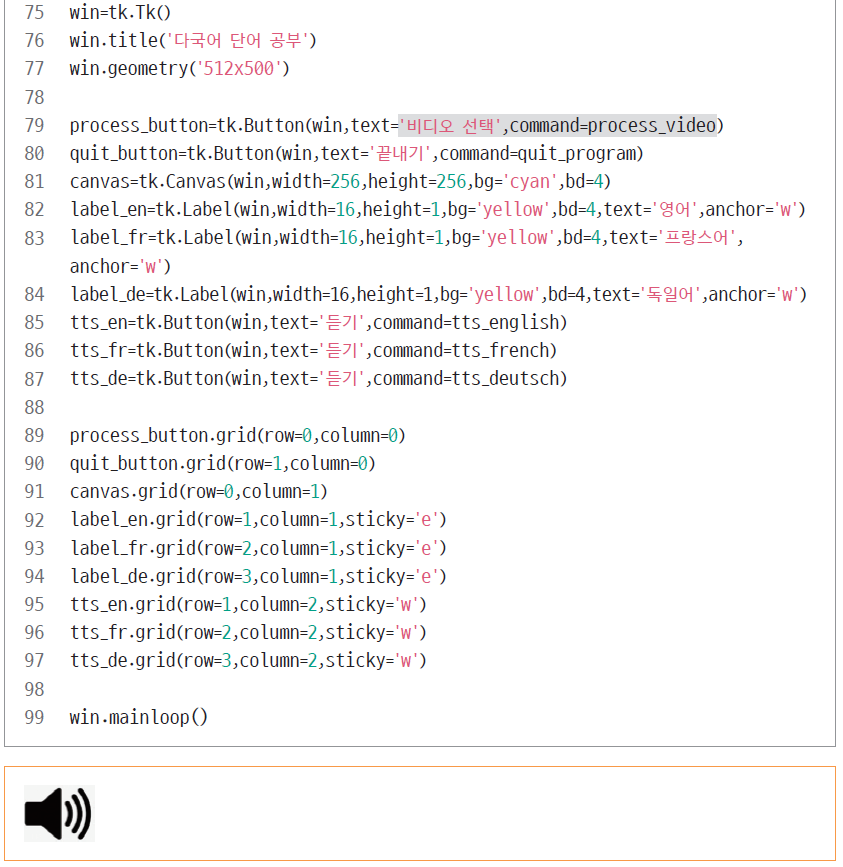 75 win=tk.Tk()
76 win.title('다국어 단어 공부')
77 win.geometry('512x500')
78
79 process_button=tk.Button(win,text='비디오 선택',command=process_video)
80 quit_button=tk.Button(win,text='끝내기',command=quit_program)
81 canvas=tk.Canvas(win,width=256,height=256,bg='cyan',bd=4)
82 label_en=tk.Label(win,width=16,height=1,bg='yellow',bd=4,text='영어',anchor='w')
83 label_fr=tk.Label(win,width=16,height=1,bg='yellow',bd=4,text='프랑스어',
anchor='w')
84 label_de=tk.Label(win,width=16,height=1,bg='yellow',bd=4,text='독일어',anchor='w')
85 tts_en=tk.Button(win,text='듣기',command=tts_english)
86 tts_fr=tk.Button(win,text='듣기',command=tts_french)
87 tts_de=tk.Button(win,text='듣기',command=tts_deutsch)
88
89 process_button.grid(row=0,column=0)
90 quit_button.grid(row=1,column=0)
91 canvas.grid(row=0,column=1)
92 label_en.grid(row=1,column=1,sticky='e')
93 label_fr.grid(row=2,column=1,sticky='e')
94 label_de.grid(row=3,column=1,sticky='e')
95 tts_en.grid(row=1,column=2,sticky='w')
96 tts_fr.grid(row=2,column=2,sticky='w')
97 tts_de.grid(row=3,column=2,sticky='w')
98
99 win.mainloop()